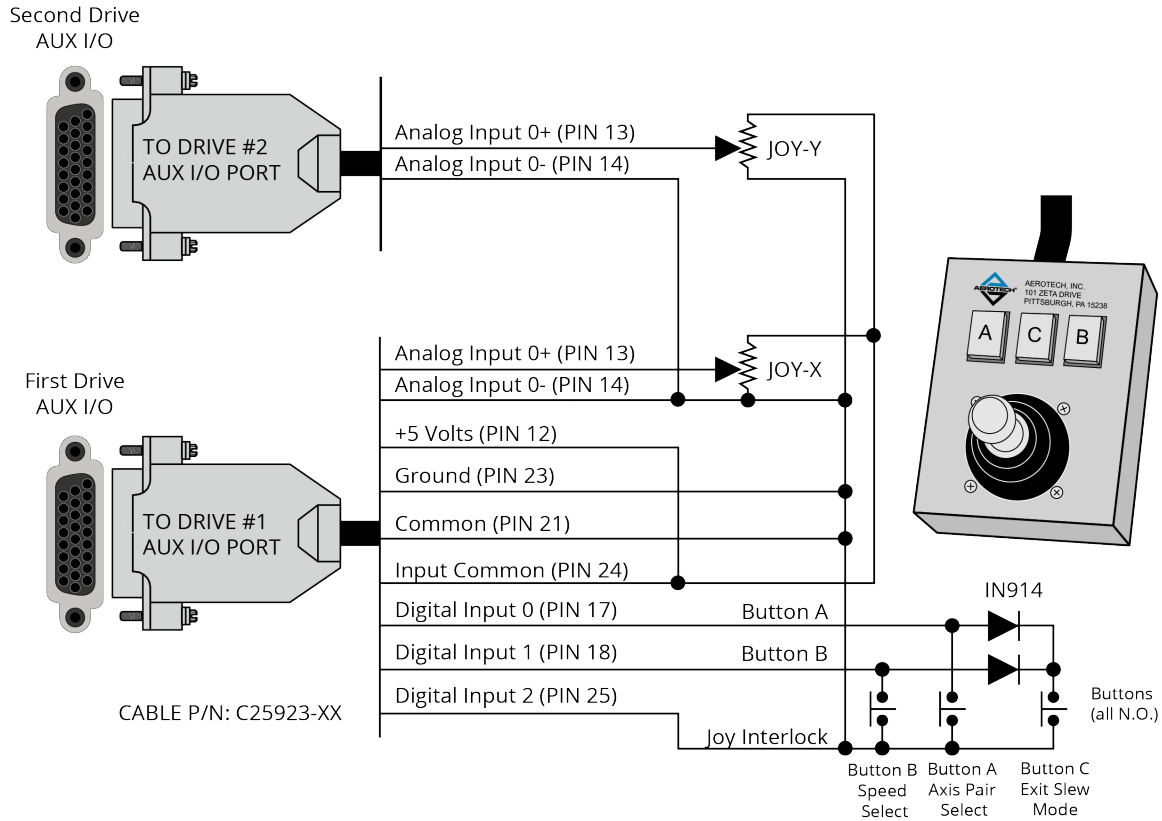 Second Drive
AUX I/O
TO DRIVE #2
AUX I/O PORT
Analog Input 0+ (PIN 13)
Analog Input 0- (PIN 14)
JOY-Y
AEROTECH
AEROTECH, INC.
101 ZETA DRIVE
PITTSBURGH, PA 15238
A
C
B
First Drive
AUX I/O
TO DRIVE #1
AUX I/O PORT
Analog Input 0+ (PIN 13)
Analog Input 0- (PIN 14)
JOY-X
+5 Volts (PIN 12)
Ground (PIN 23)
Common (PIN 21)
Input Common (PIN 24)
Digital Input 0 (PIN 17)
Button A
IN914
Digital Input 1 (PIN 18)
Button B
Digital Input 2 (PIN 25)
Joy Interlock
CABLE P/N: C25923-XX
Buttons
(all N.O.)
Button B
Speed
Select
Button A
Axis Pair
Select
Button C
Exit Slew
Mode